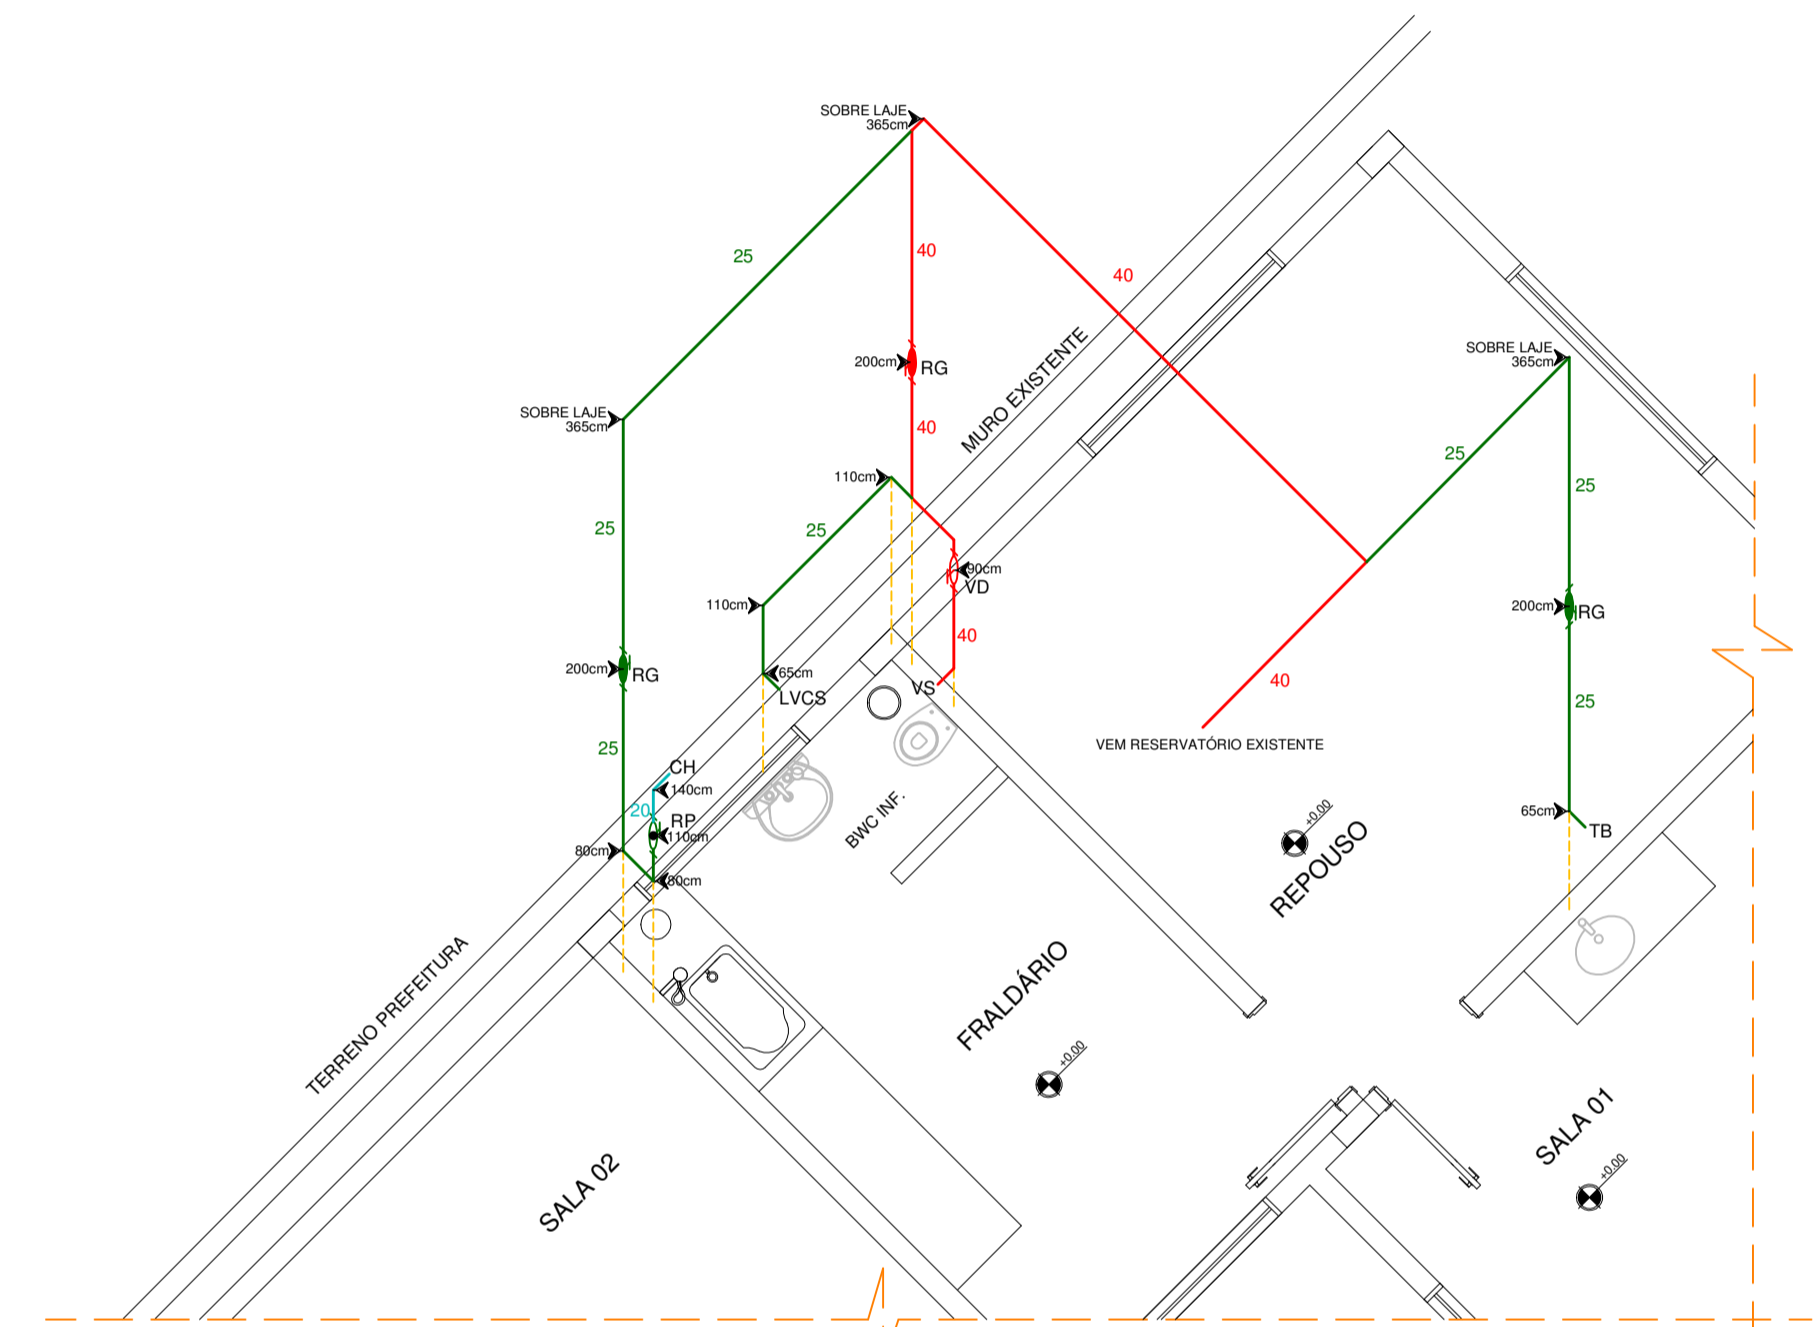 SOBRE LAJE
365cm
25
40
40
MURO EXISTENTE
SOBRE LAJE
365cm
200cm
RG
SOBRE LAJE
365cm
40
25
110cm
25
25
25
90cm
VD
110cm
200cm
RG
40
65cm
LVCS
VS
200cm
RG
40
25
VEM RESERVATÓRIO EXISTENTE
25
CH
140cm
20
RP
110cm
80cm
80cm
65cm
TB
BWC INF.
+0.00
REPOUSO
TERRENO PREFEITURA
FRALDÁRIO
+0.00
SALA 02
SALA 01
+0.00